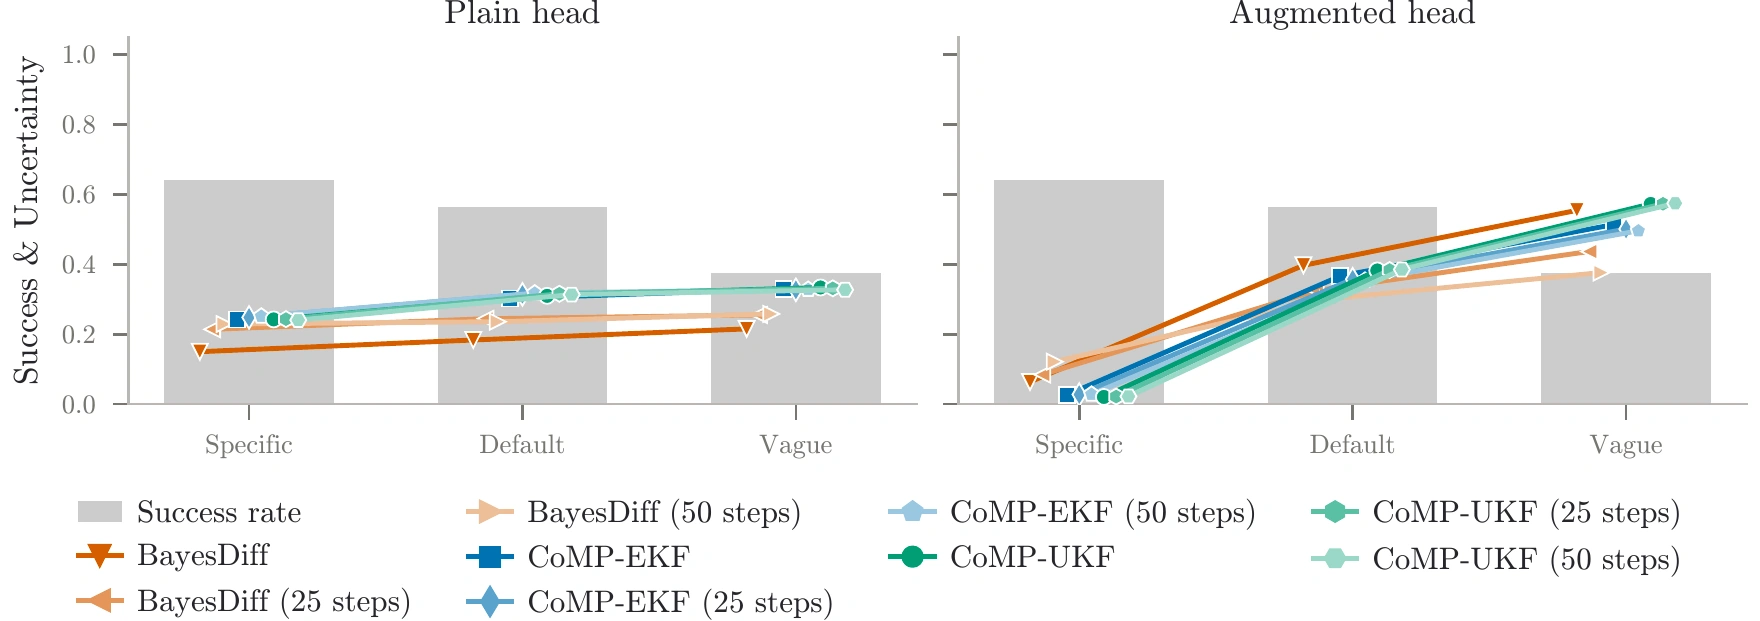 Plain head
Augmented head
Success & Uncertainty
1.0
0.8
0.6
0.4
0.2
0.0
Specific
Default
Vague
Specific
Default
Vague
Success rate
BayesDiff
BayesDiff (25 steps)
BayesDiff (50 steps)
CoMP-EKF
CoMP-EKF (25 steps)
CoMP-EKF (50 steps)
CoMP-UKF
CoMP-UKF (25 steps)
CoMP-UKF (50 steps)